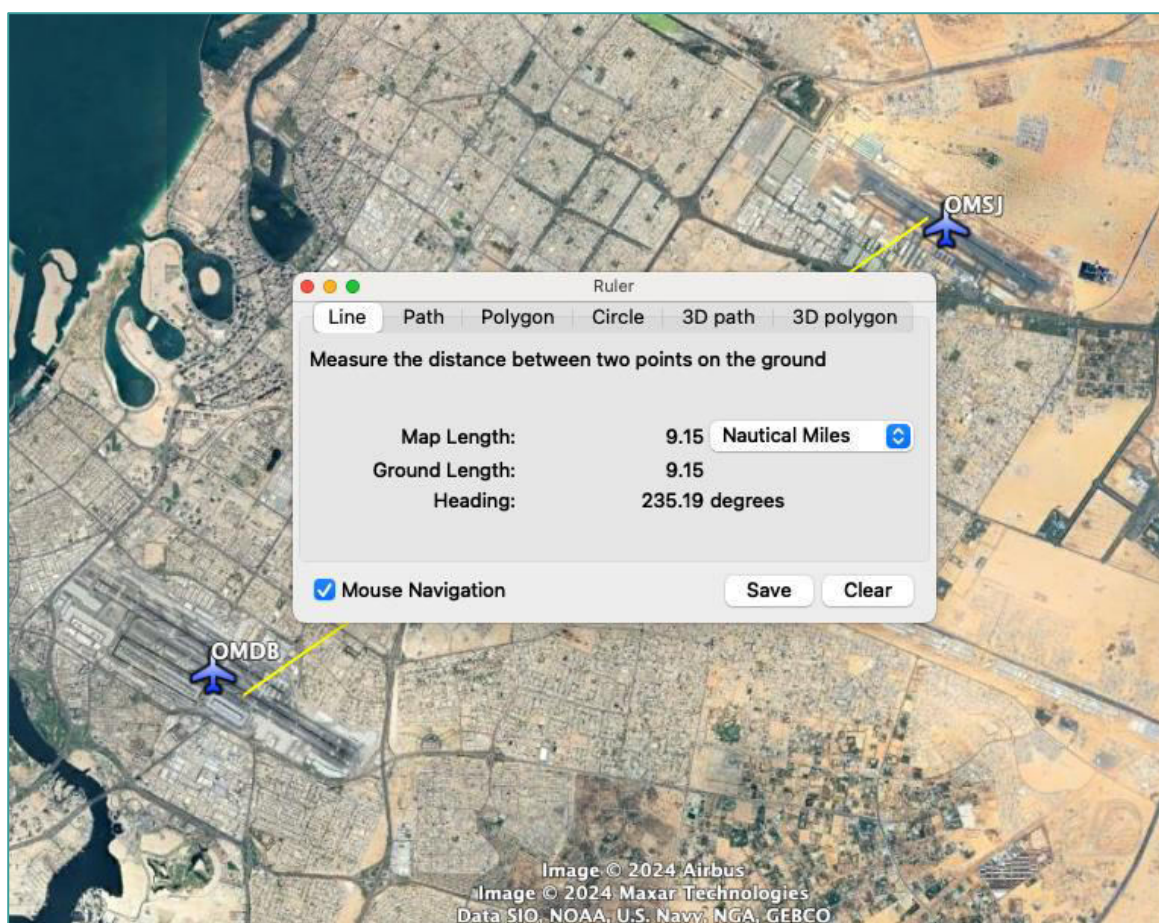 OMSJ
Ruler
Line Path Polygon Circle 3D path 3D polygon
Measure the distance between two points on the ground
Map Length: 9.15 Nautical Miles
Ground Length: 9.15
Heading: 235.19 degrees
Mouse Navigation Save Clear
OMDB
Image © 2024 Airbus
Image © 2024 Maxar Technologies
Data SIO, NOAA, U.S. Navy, NGA, GEBCO